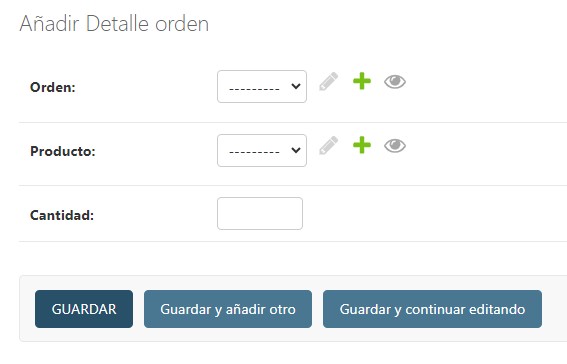 Añadir Detalle orden
Orden: ---------
Producto: ---------
Cantidad:
GUARDAR Guardar y añadir otro Guardar y continuar editando